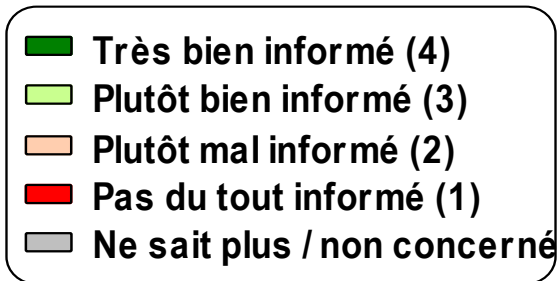 Très bien informé (4)
Plutôt bien informé (3)
Plutôt mal informé (2)
Pas du tout informé (1)
Ne sait plus / non concerné